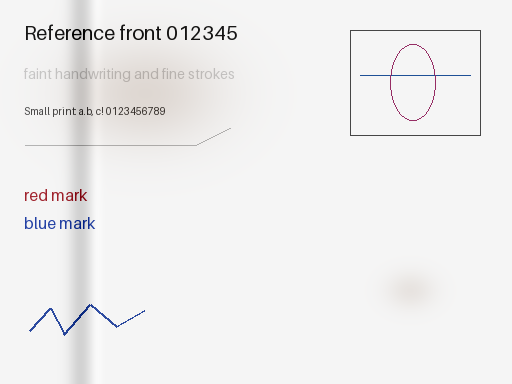 Reference front 012345
faint handwriting and fine strokes
Small print a.b, c! 0123456789
red mark
blue mark